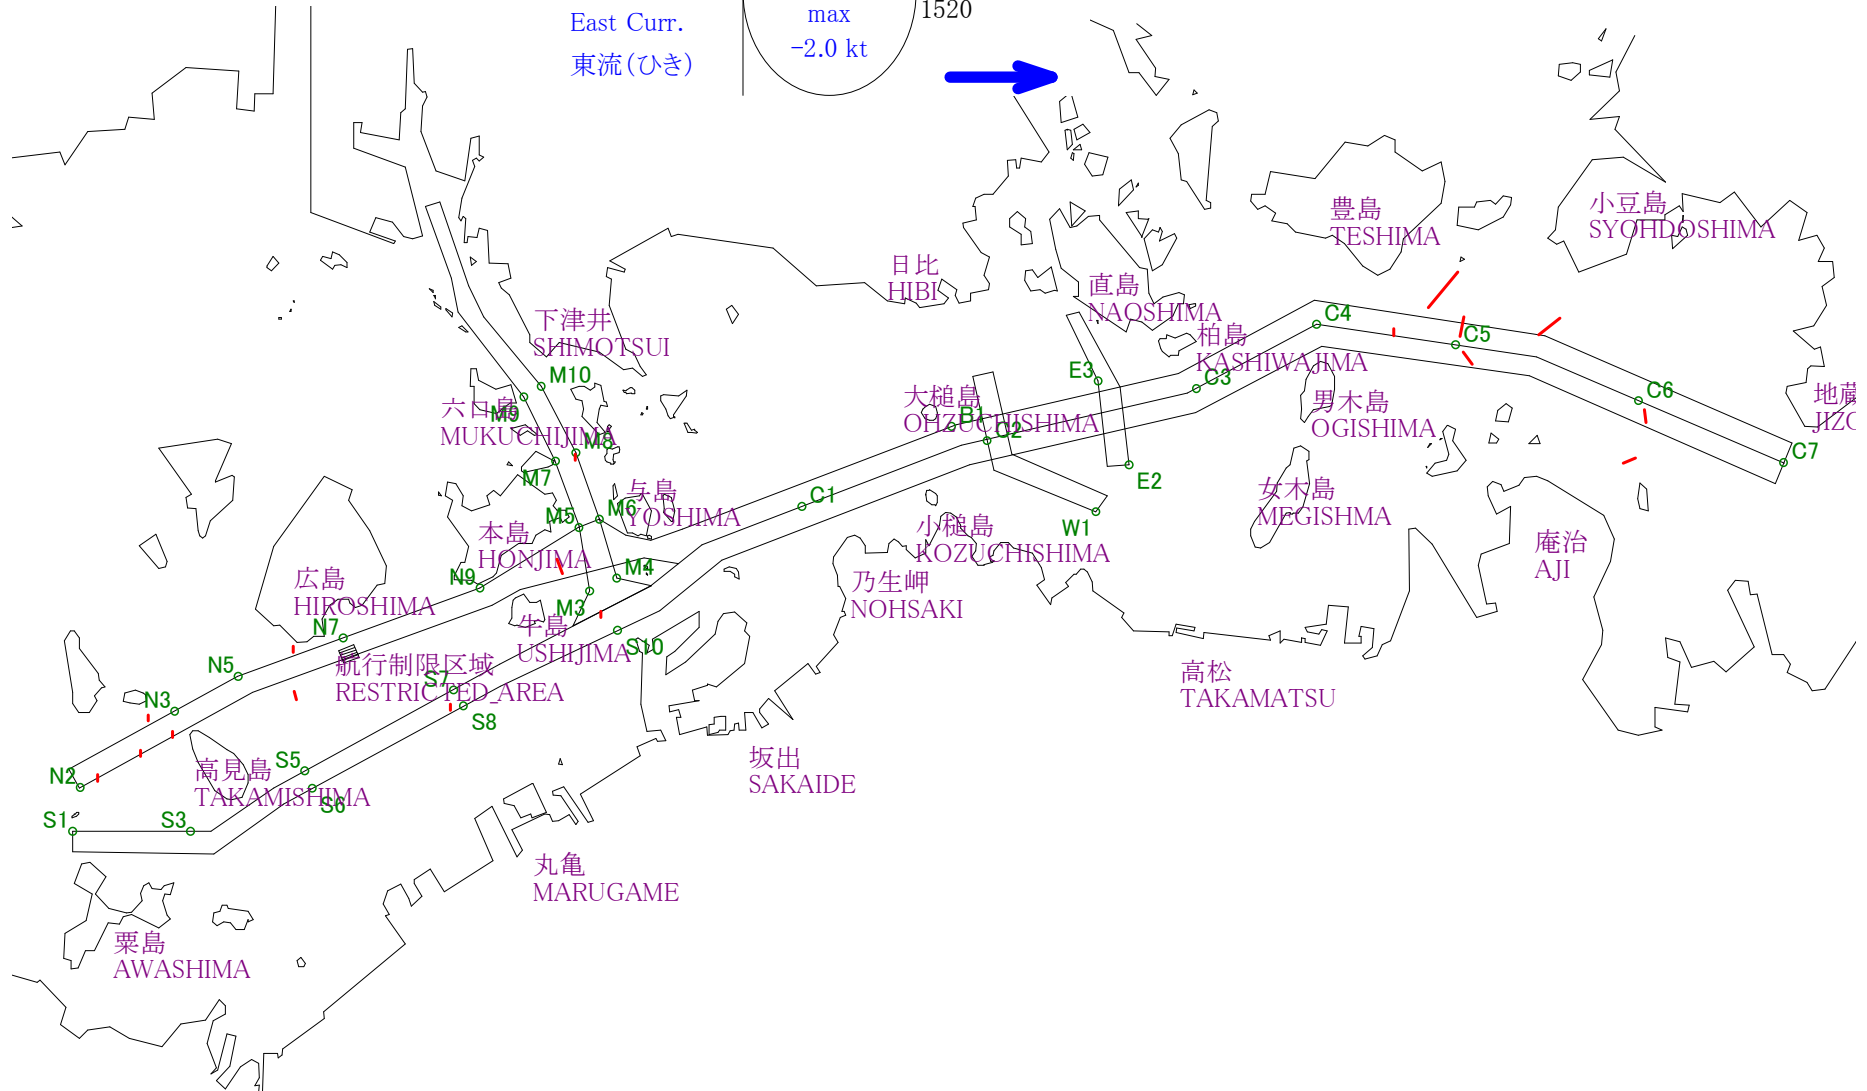 East Curr.
東流(ひき)
max
-2.0 kt
1520
豊島
TESHIMA
小豆島
SYOHDOSHIMA
日比
HIBI
直島
NAOSHIMA
柏島
KASHIWAJIMA
下津井
SHIMOTSUI
C4
C5
M10
E3
C3
C6
六口島
MUKUCHIJIMA
M9
M8
大槌島
OHZUCHISHIMA
B1
C2
男木島
OGISHIMA
地蔵
JIZO
C7
M7
E2
与島
YOSHIMA
C1
女木島
MEGISHMA
M5
M6
W1
本島
HONJIMA
小槌島
KOZUCHISHIMA
庵治
AJI
広島
HIROSHIMA
N9
M4
M3
乃生岬
NOHSAKI
N7
牛島
USHIJIMA
S10
N5
航行制限区域
RESTRICTED_AREA
S7
高松
TAKAMATSU
N3
S8
N2
高見島
TAKAMISHIMA
S5
S6
坂出
SAKAIDE
S1
S3
丸亀
MARUGAME
粟島
AWASHIMA